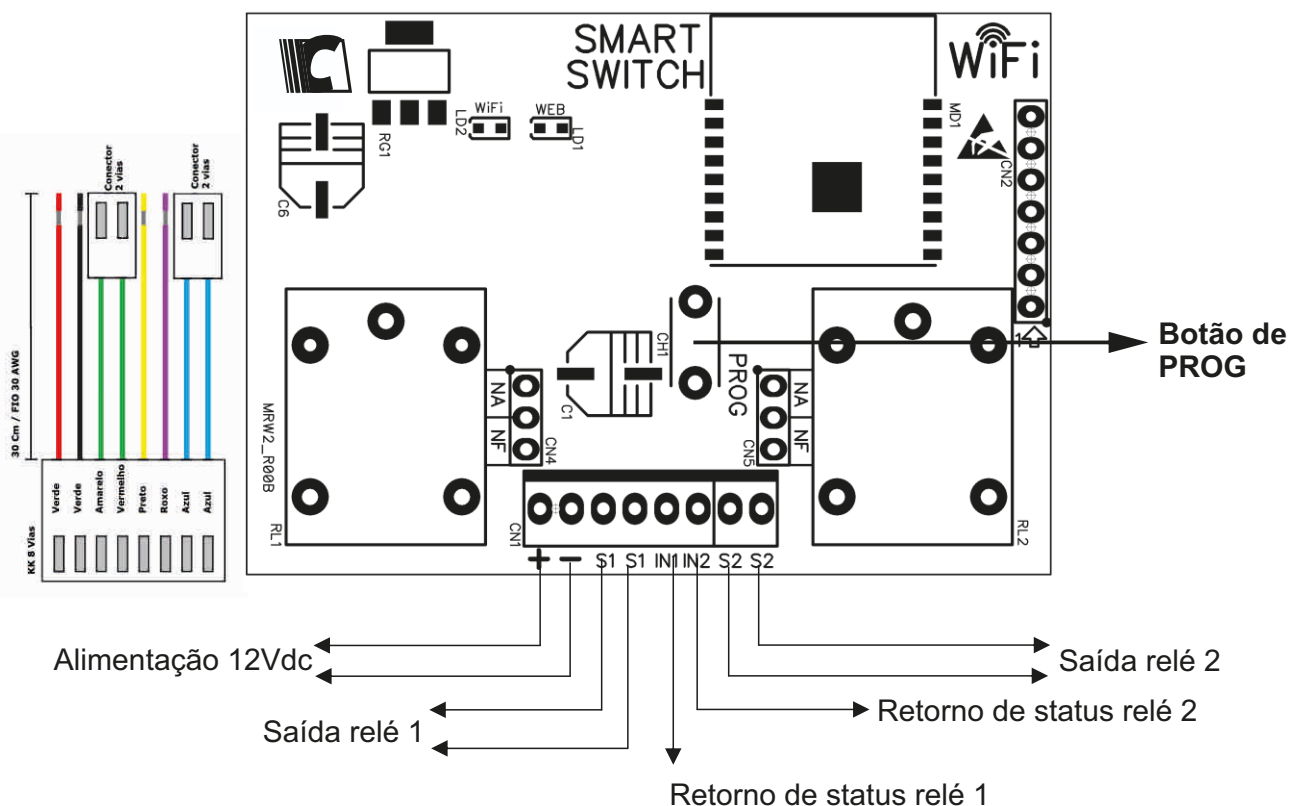 SMART
SWITCH
WiFi
C
WiFi
WEB
LD2
LD1
RG1
C6
MD1
CN2
1
Conector
2 vias
Conector
2 vias
30 Cm / FIO 30 AWG
KK 8 Vias
Verde
Verde
Amarelo
Vermelho
Preto
Roxo
Azul
Azul
MRW2_R00B
RL1
NA
NF
CN4
C1
CH1
PROG
NA
NF
CN5
RL2
Botão de
PROG
CN1
+ − S1 S1 IN1 IN2 S2 S2
Alimentação 12Vdc
Saída relé 2
Retorno de status relé 2
Saída relé 1
Retorno de status relé 1